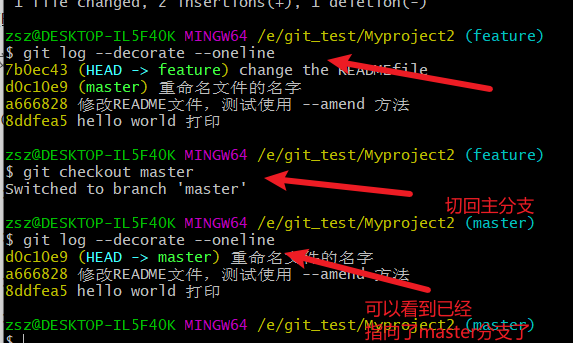 1 file changed, 2 insertions(+), 1 deletion(-)
zsz@DESKTOP-IL5F4OK MINGW64 /e/git_test/Myproject2 (feature)
$ git log --decorate --oneline
7b0ec43 (HEAD -> feature) change the READMEfile
d0c10e9 (master) 重命名文件的名字
a666828 修改README文件，测试使用 --amend 方法
8ddfea5 hello world 打印
zsz@DESKTOP-IL5F4OK MINGW64 /e/git_test/Myproject2 (feature)
$ git checkout master
Switched to branch 'master'
切回主分支
zsz@DESKTOP-IL5F4OK MINGW64 /e/git_test/Myproject2 (master)
$ git log --decorate --oneline
d0c10e9 (HEAD -> master) 重命名文件的名字
a666828 修改README文件，测试使用 --amend 方法
8ddfea5 hello world 打印
可以看到已经
指向了master分支了
zsz@DESKTOP-IL5F4OK MINGW64 /e/git_test/Myproject2 (master)
$